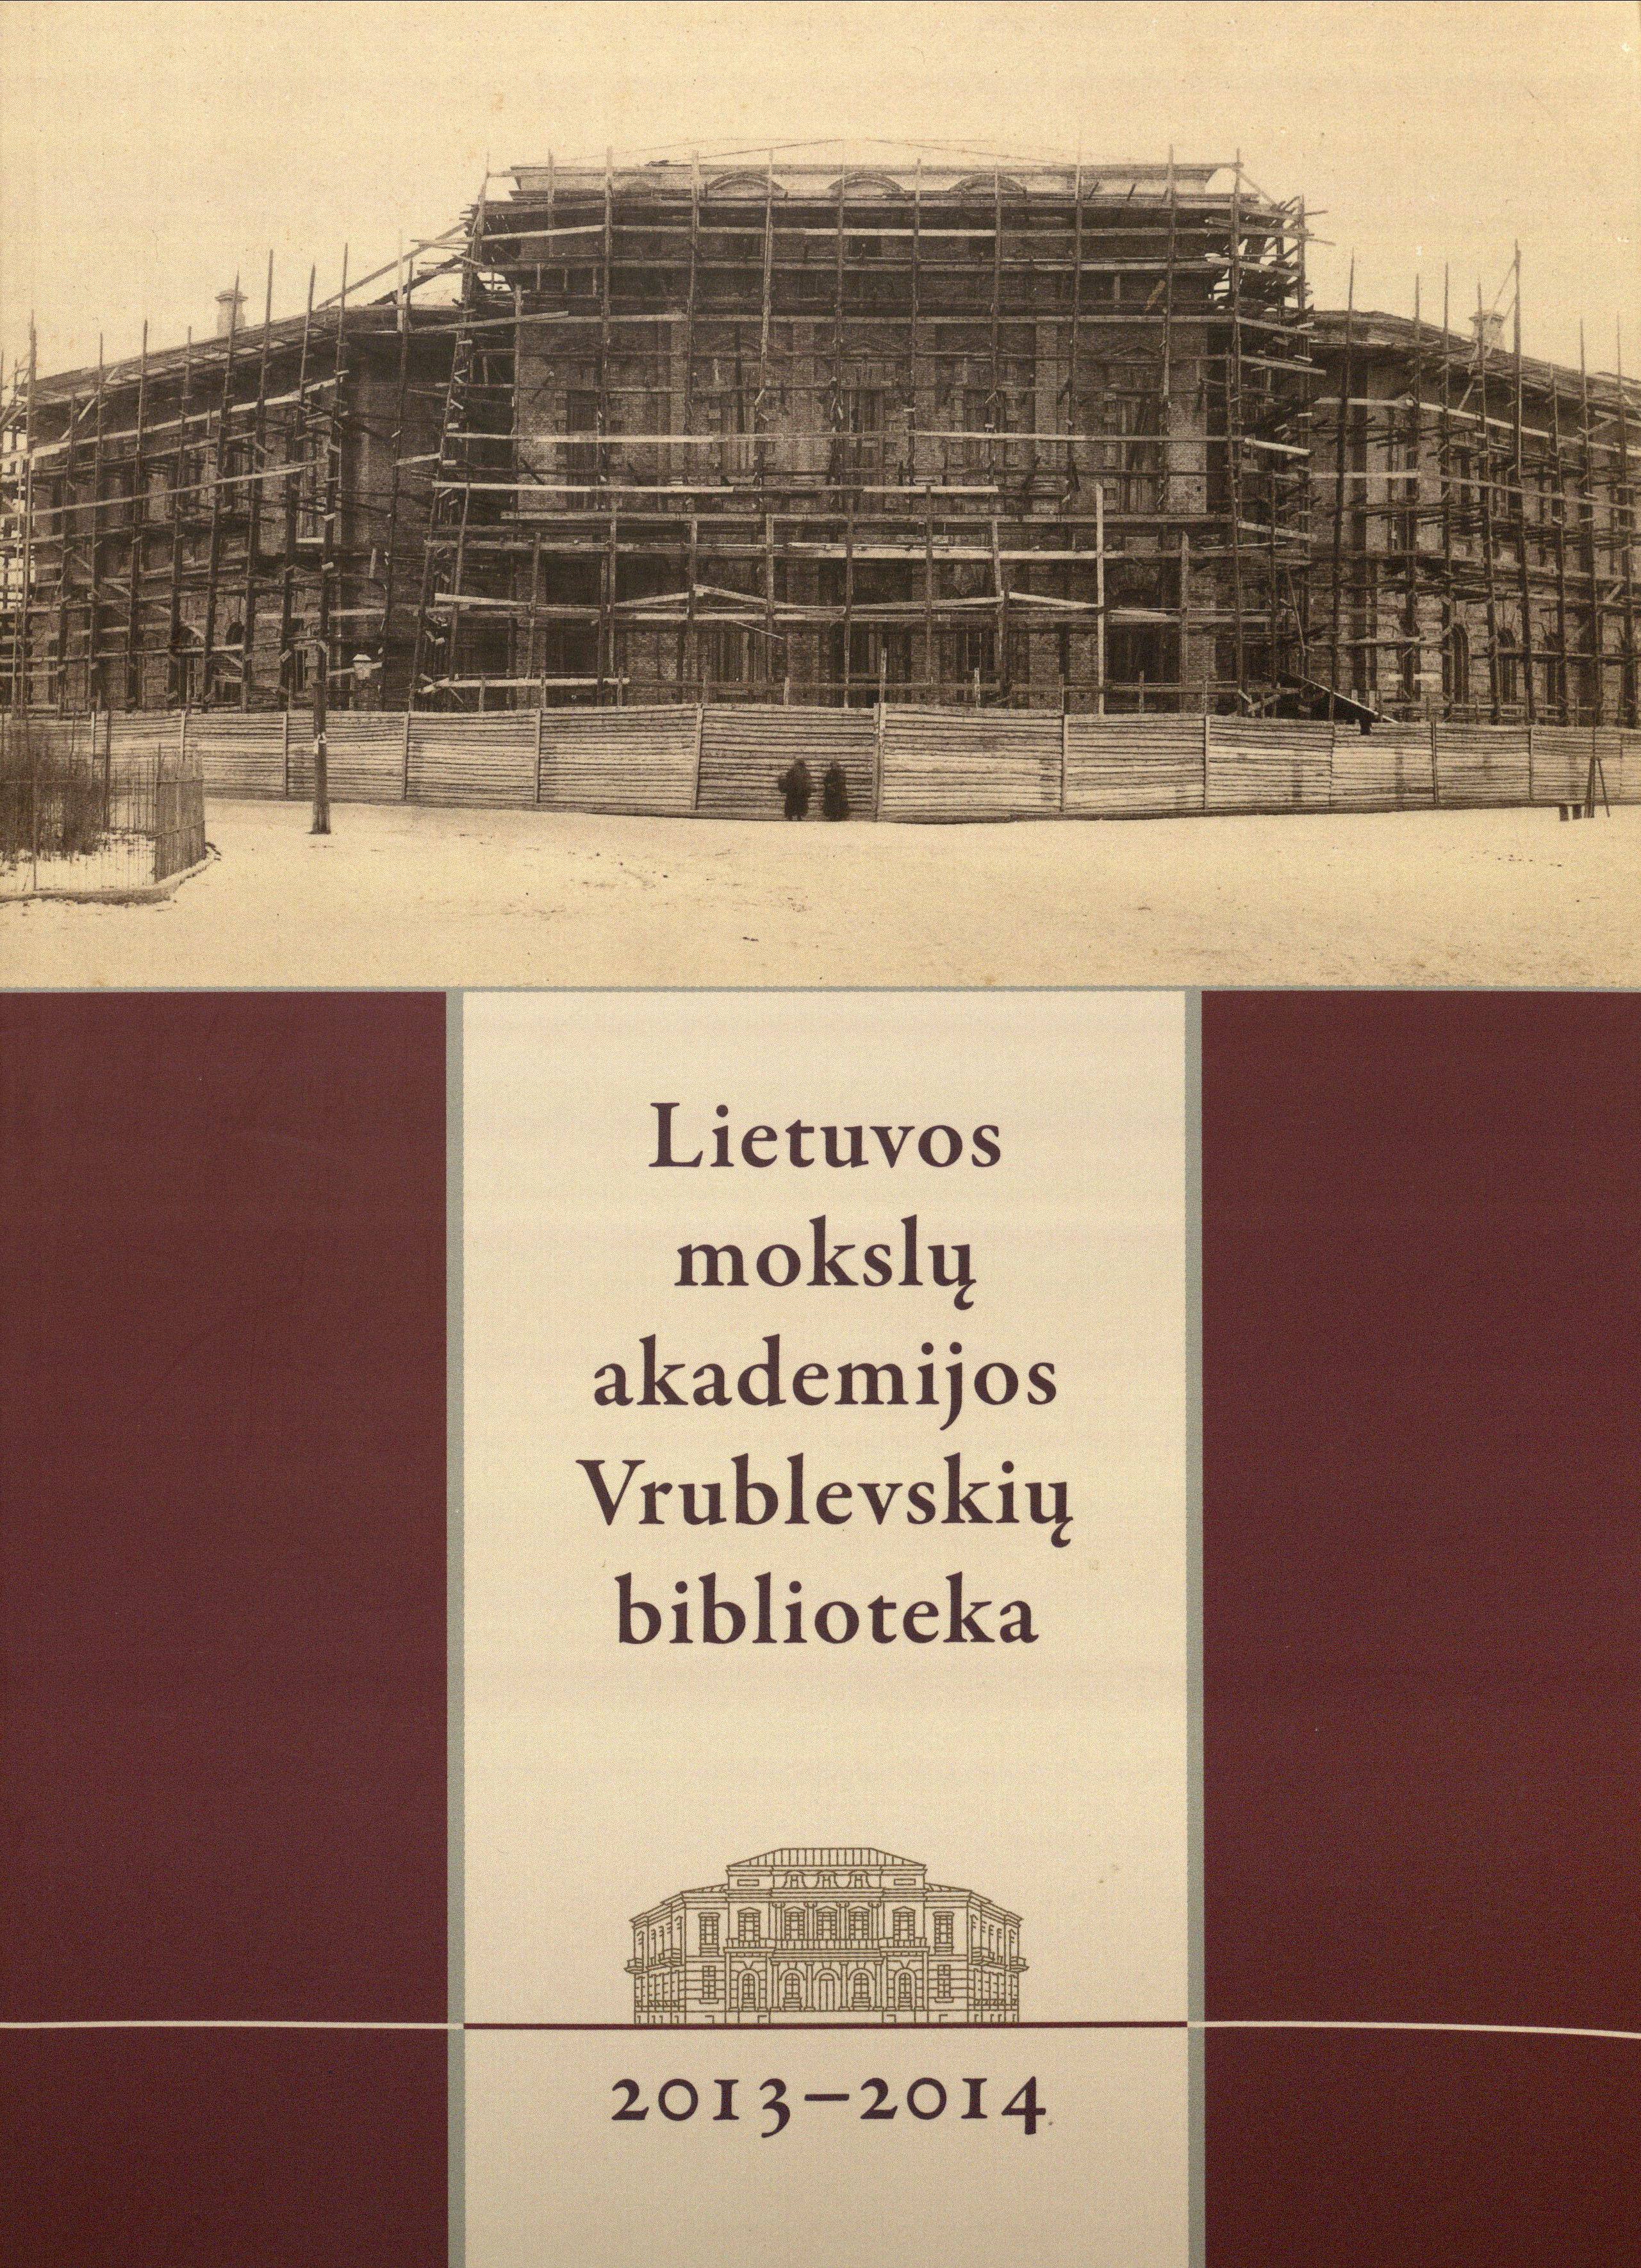 Lietuvos
mokslų
akademijos
Vrublevskių
biblioteka
2013–2014